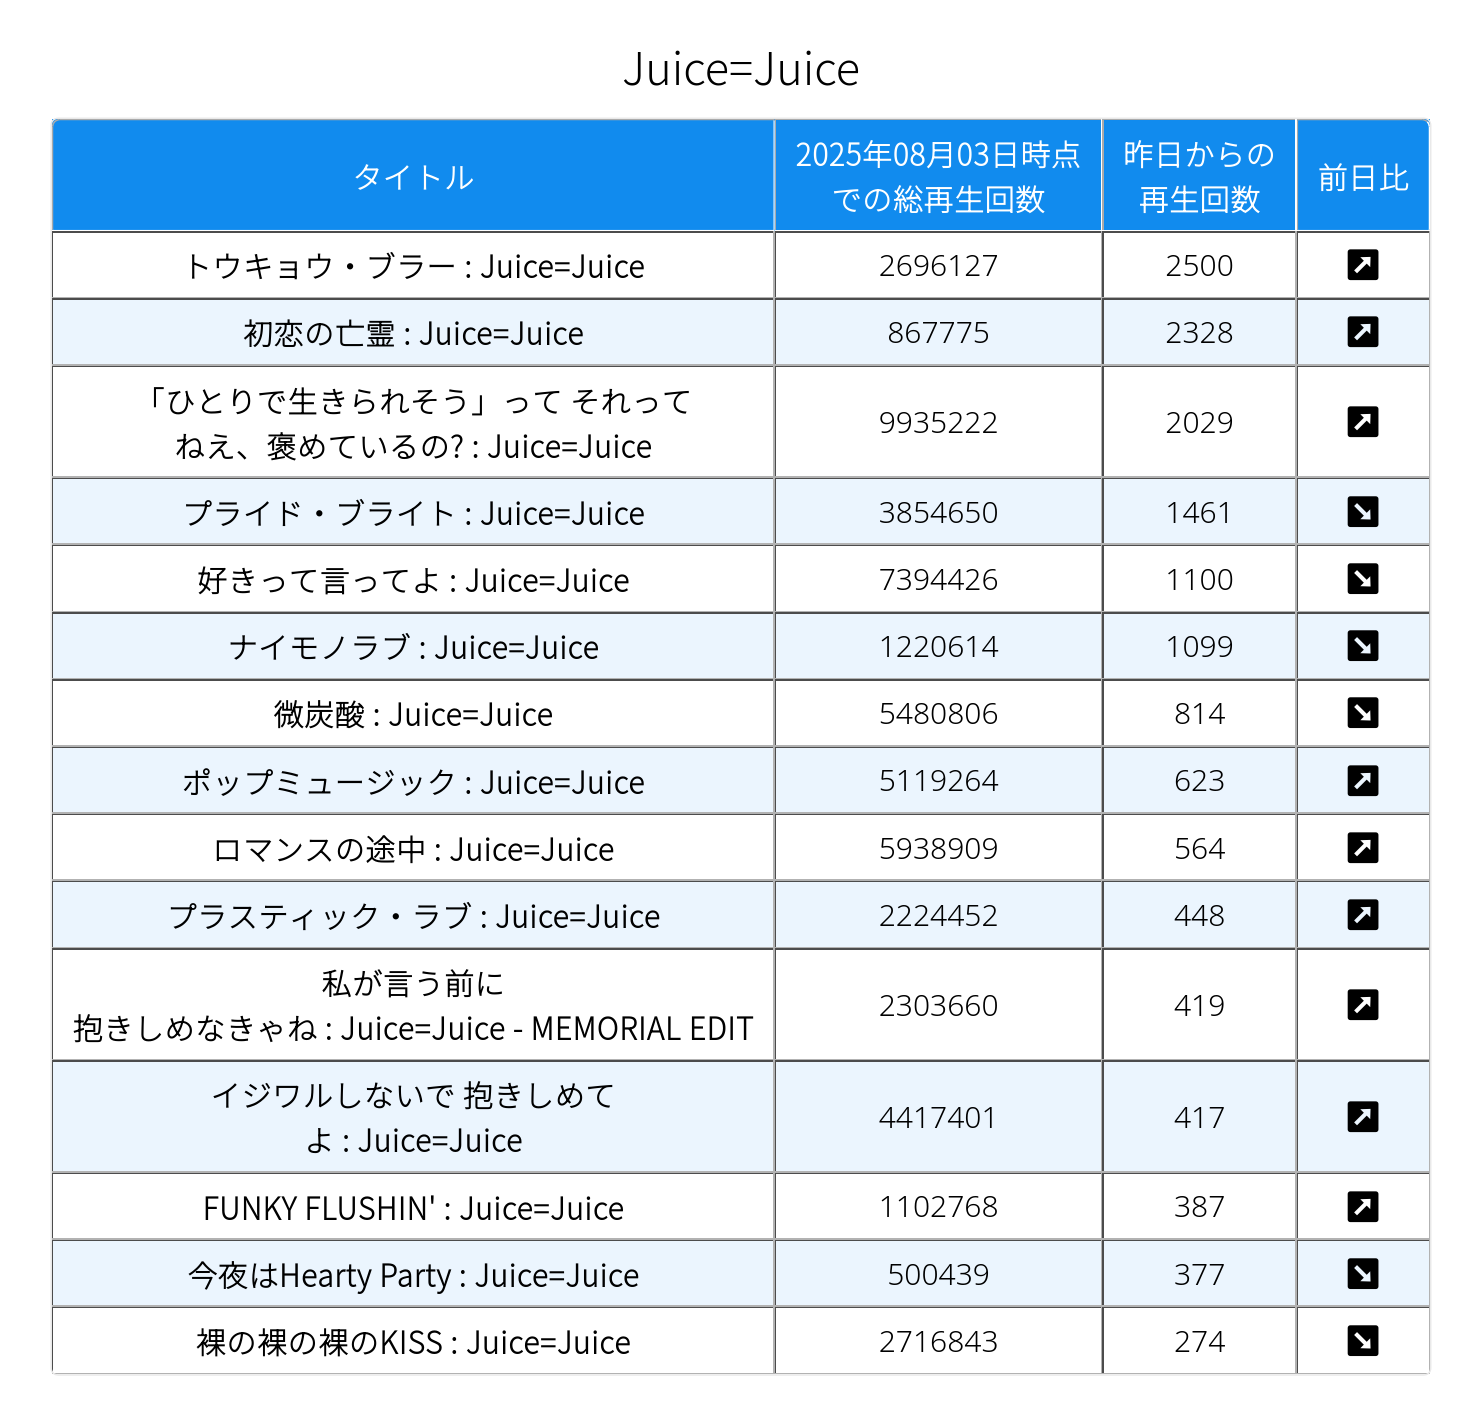 Juice=Juice
タイトル
2025年08月03日時点
での総再生回数
昨日からの
再生回数
前日比
トウキョウ・ブラー : Juice=Juice 2696127 2500
初恋の亡霊 : Juice=Juice 867775 2328
「ひとりで生きられそう」って それって
ねえ、褒めているの? : Juice=Juice 9935222 2029
プライド・ブライト : Juice=Juice 3854650 1461
好きって言ってよ : Juice=Juice 7394426 1100
ナイモノラブ : Juice=Juice 1220614 1099
微炭酸 : Juice=Juice 5480806 814
ポップミュージック : Juice=Juice 5119264 623
ロマンスの途中 : Juice=Juice 5938909 564
プラスティック・ラブ : Juice=Juice 2224452 448
私が言う前に
抱きしめなきゃね : Juice=Juice - MEMORIAL EDIT 2303660 419
イジワルしないで 抱きしめて
よ : Juice=Juice 4417401 417
FUNKY FLUSHIN' : Juice=Juice 1102768 387
今夜はHearty Party : Juice=Juice 500439 377
裸の裸の裸のKISS : Juice=Juice 2716843 274